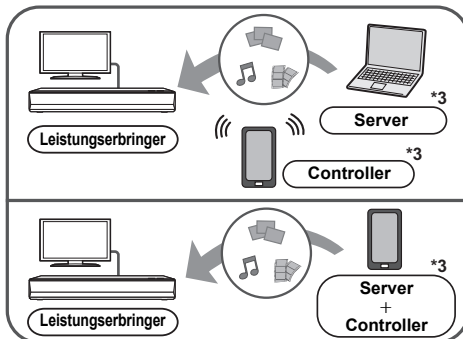 *3
Server
Leistungserbringer
*3
Controller
*3
Server
+
Controller
Leistungserbringer